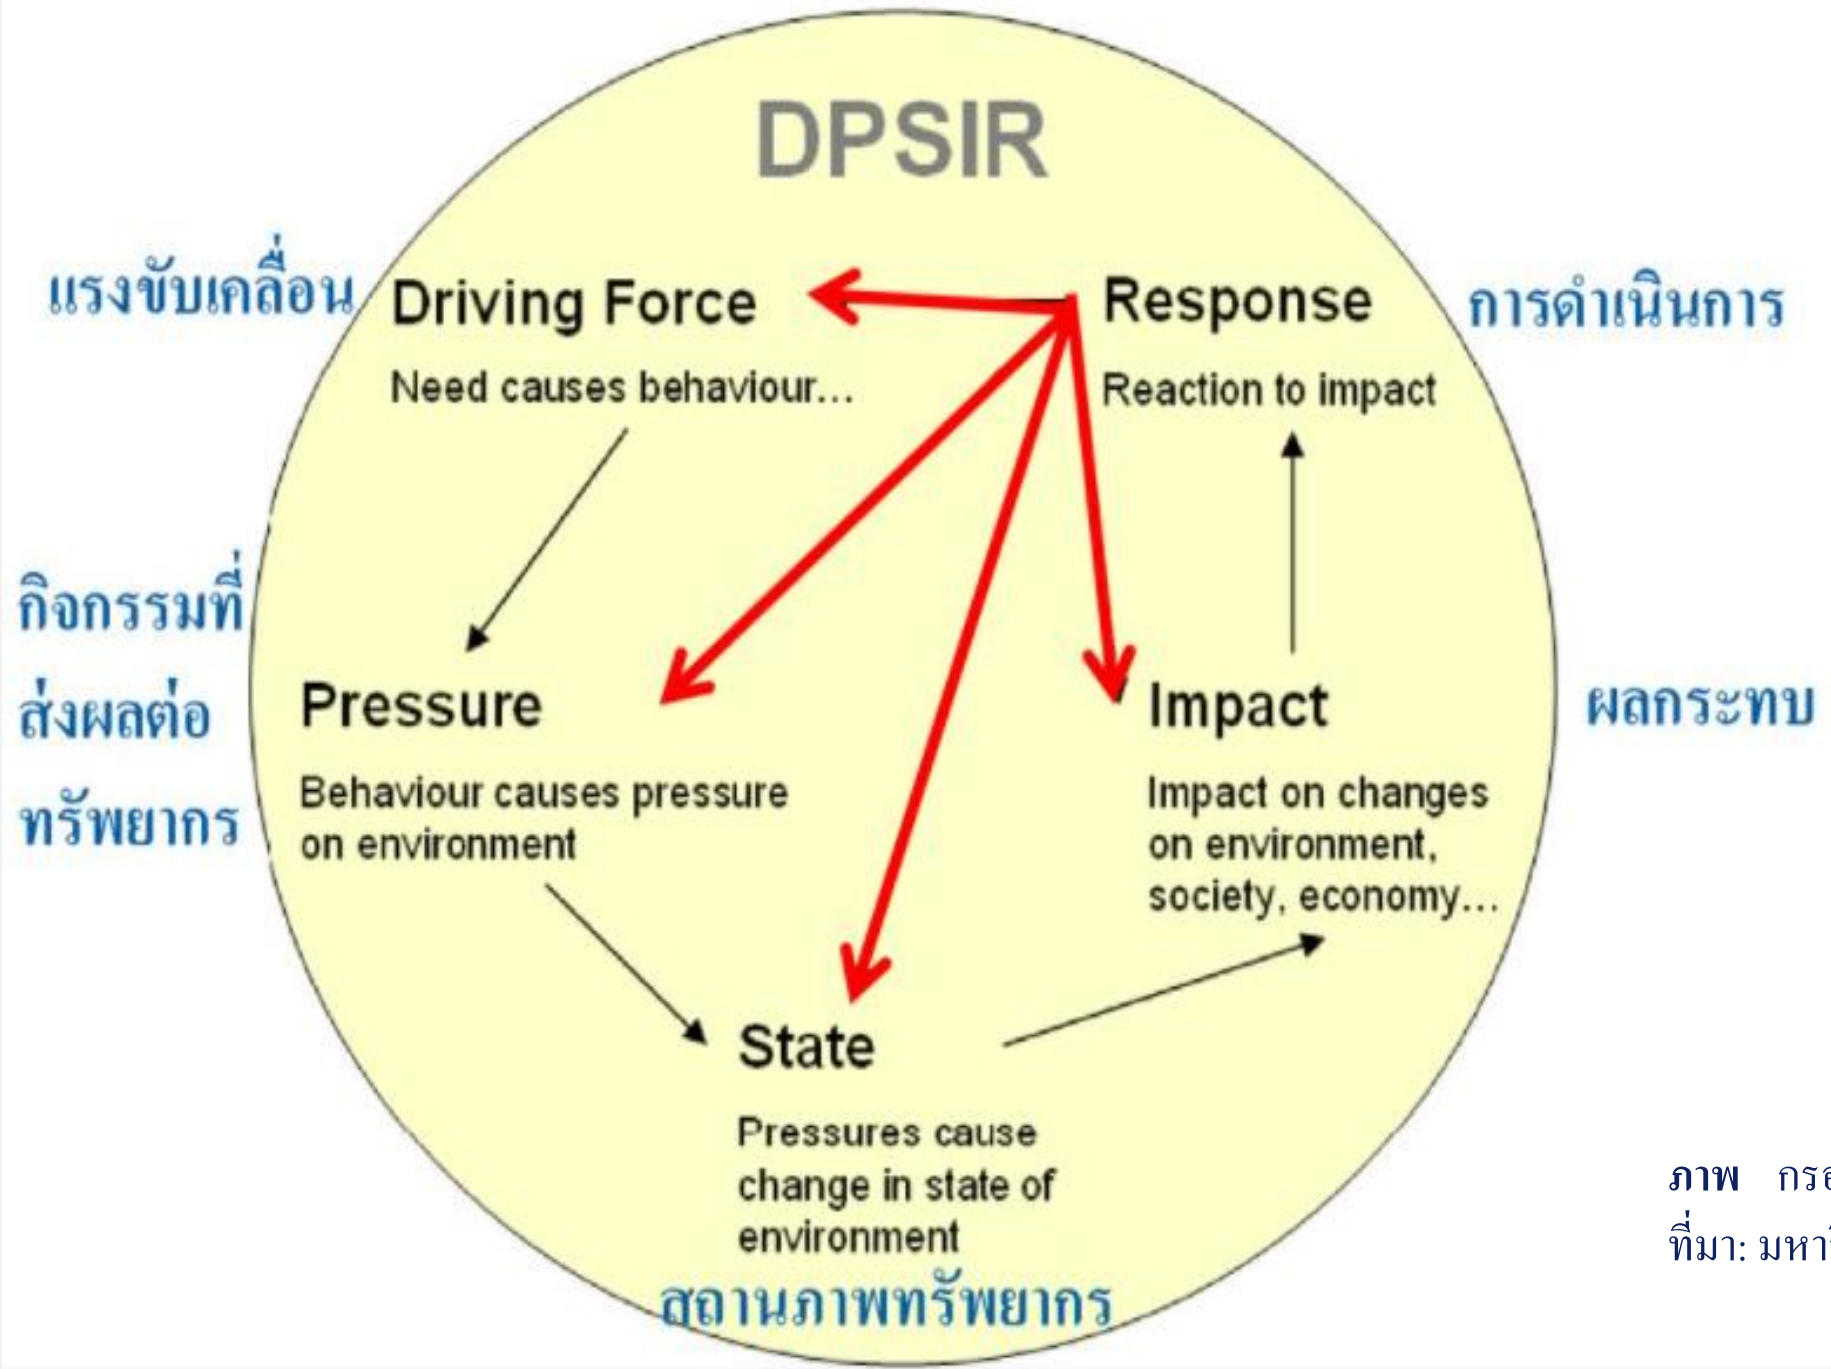 DPSIR
แรงขับเคลื่อน
Driving Force
Need causes behaviour...
Response
Reaction to impact
การดำเนินการ
กิจกรรมที่
ส่งผลต่อ
ทรัพยากร
Pressure
Behaviour causes pressure
on environment
Impact
Impact on changes
on environment,
society, economy...
ผลกระทบ
State
Pressures cause
change in state of
environment
สถานภาพทรัพยากร
ภาพ
ที่มา: